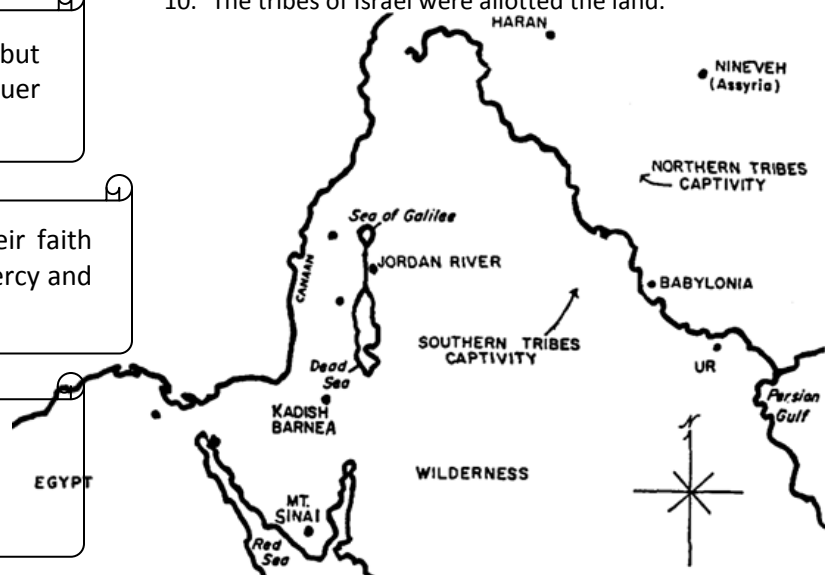 10. The tribes of Israel were allotted the land.
but
uer
eir faith
ercy and
HARAN
NINEVEH
(Assyria)
NORTHERN TRIBES
CAPTIVITY
Sea of Galilee
JORDAN RIVER
CANAAN
BABYLONIA
SOUTHERN TRIBES
CAPTIVITY
UR
Dead
Sea
Persian
Gulf
KADISH
BARNEA
N
EGYPT
WILDERNESS
MT.
SINAI
Red
Sea